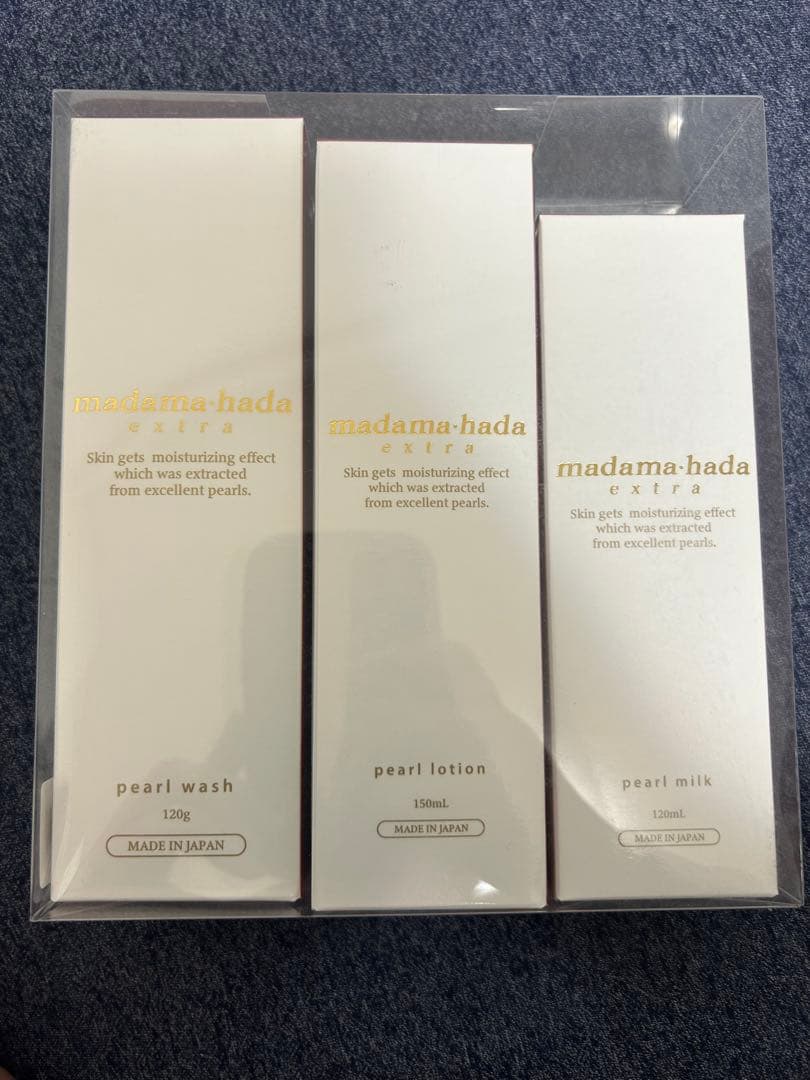 madama·hada
extra
Skin gets moisturizing effect
which was extracted
from excellent pearls.
pearl wash
120g
MADE IN JAPAN
madama·hada
extra
Skin gets moisturizing effect
which was extracted
from excellent pearls.
pearl lotion
150mL
MADE IN JAPAN
madama·hada
extra
Skin gets moisturizing effect
which was extracted
from excellent pearls.
pearl milk
120mL
MADE IN JAPAN